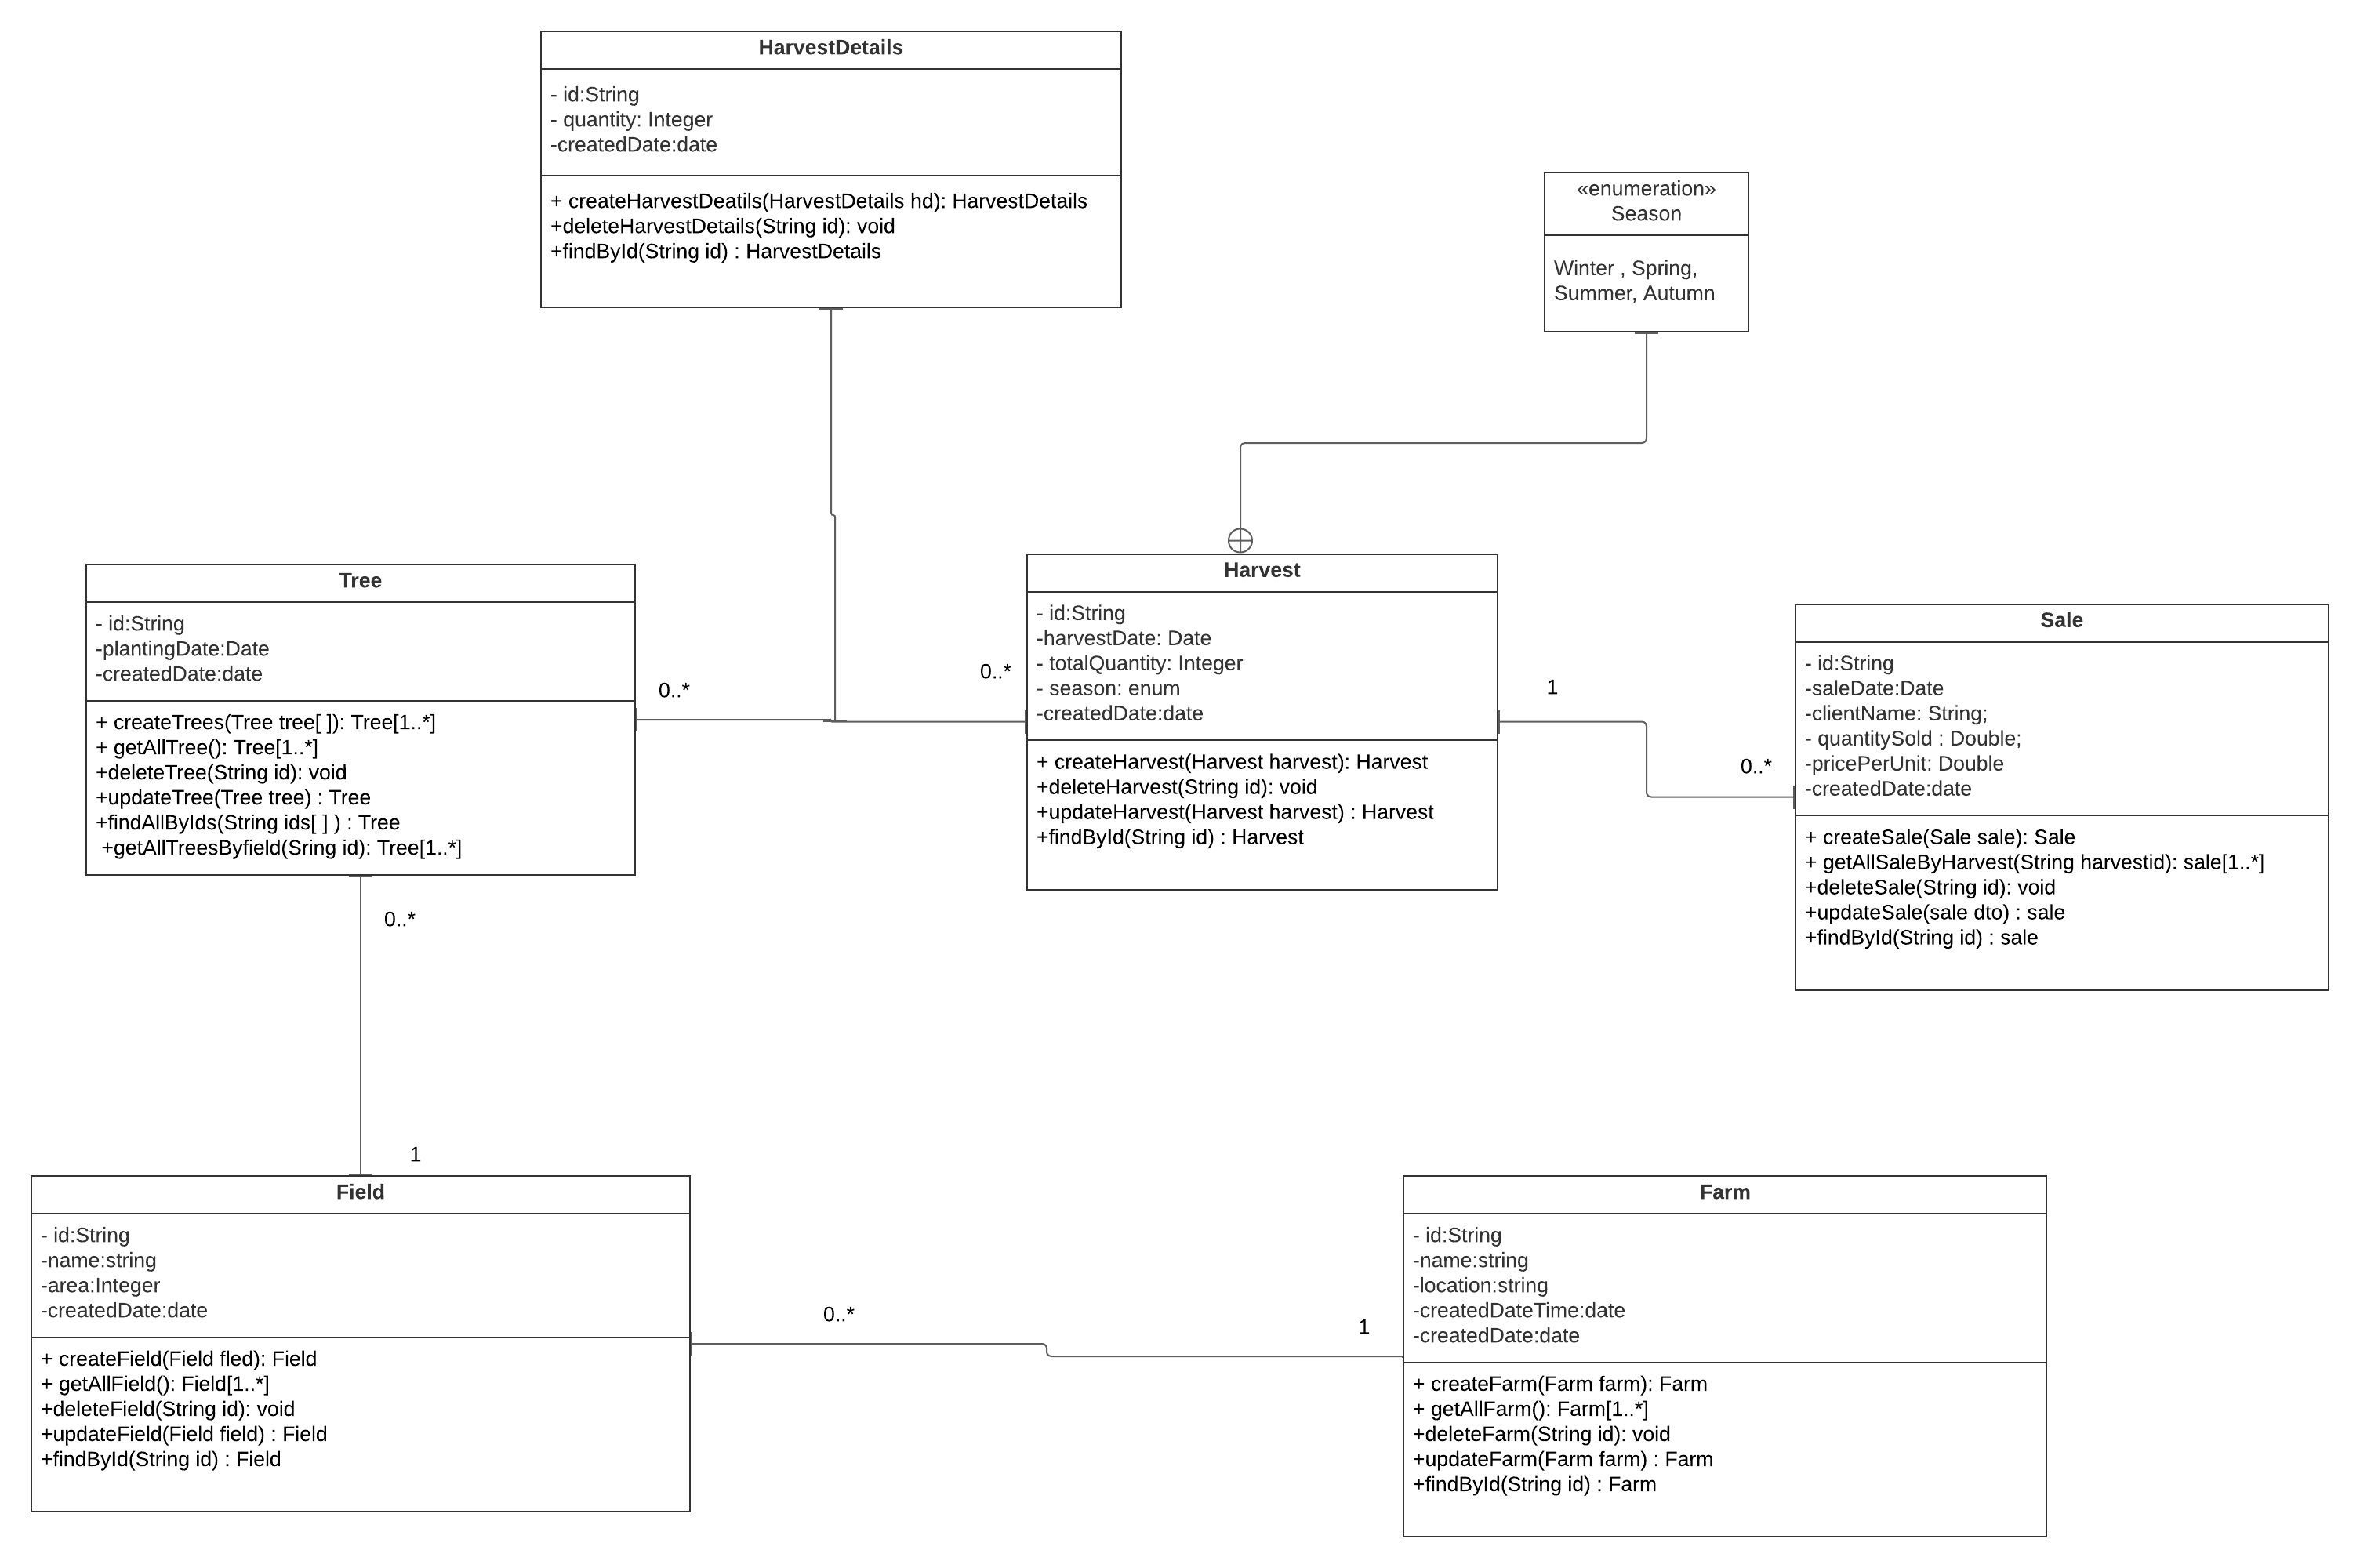 HarvestDetails
- id:String
- quantity: Integer
-createdDate:date
+ createHarvestDeatils(HarvestDetails hd): HarvestDetails
+deleteHarvestDetails(String id): void
+findById(String id) : HarvestDetails
«enumeration»
Season
Winter , Spring,
Summer, Autumn
Tree
- id:String
-plantingDate:Date
-createdDate:date
+ createTrees(Tree tree[ ]): Tree[1..*]
+ getAllTree(): Tree[1..*]
+deleteTree(String id): void
+updateTree(Tree tree) : Tree
+findAllByIds(String ids[ ] ) : Tree
+getAllTreesByfield(Sring id): Tree[1..*]
0..*
0..*
Harvest
- id:String
-harvestDate: Date
- totalQuantity: Integer
- season: enum
-createdDate:date
+ createHarvest(Harvest harvest): Harvest
+deleteHarvest(String id): void
+updateHarvest(Harvest harvest) : Harvest
+findById(String id) : Harvest
1
0..*
Sale
- id:String
-saleDate:Date
-clientName: String;
- quantitySold : Double;
-pricePerUnit: Double
-createdDate:date
+ createSale(Sale sale): Sale
+ getAllSaleByHarvest(String harvestid): sale[1..*]
+deleteSale(String id): void
+updateSale(sale dto) : sale
+findById(String id) : sale
0..*
1
Field
- id:String
-name:string
-area:Integer
-createdDate:date
+ createField(Field fled): Field
+ getAllField(): Field[1..*]
+deleteField(String id): void
+updateField(Field field) : Field
+findById(String id) : Field
0..*
1
Farm
- id:String
-name:string
-location:string
-createdDateTime:date
-createdDate:date
+ createFarm(Farm farm): Farm
+ getAllFarm(): Farm[1..*]
+deleteFarm(String id): void
+updateFarm(Farm farm) : Farm
+findById(String id) : Farm